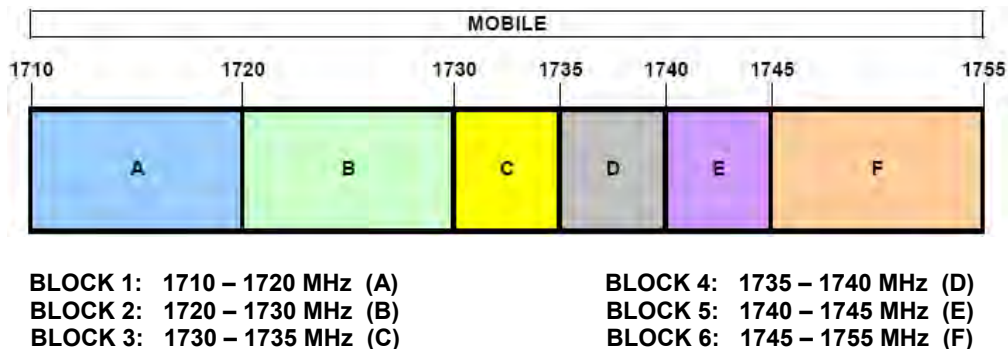 MOBILE
1710 1720 1730 1735 1740 1745 1755
A B C D E F
BLOCK 1: 1710 – 1720 MHz (A)
BLOCK 2: 1720 – 1730 MHz (B)
BLOCK 3: 1730 – 1735 MHz (C)
BLOCK 4: 1735 – 1740 MHz (D)
BLOCK 5: 1740 – 1745 MHz (E)
BLOCK 6: 1745 – 1755 MHz (F)